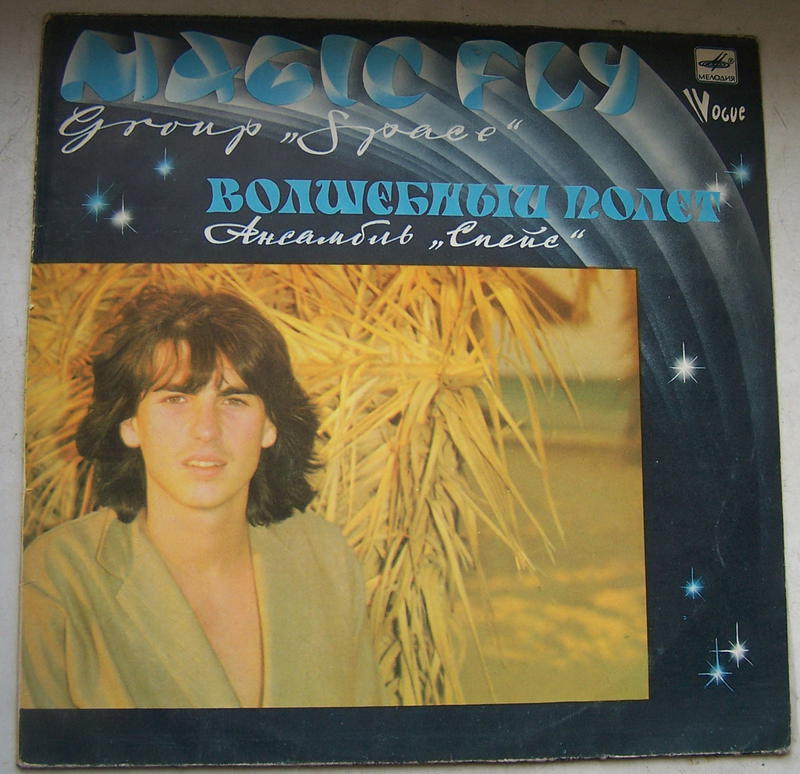 MAGIC FLY
Group „Space“
ВОЛШЕБНЫЙ ПОЛЕТ
Ансамбль „Спейс“
®
МЕЛОДИЯ
Vogue